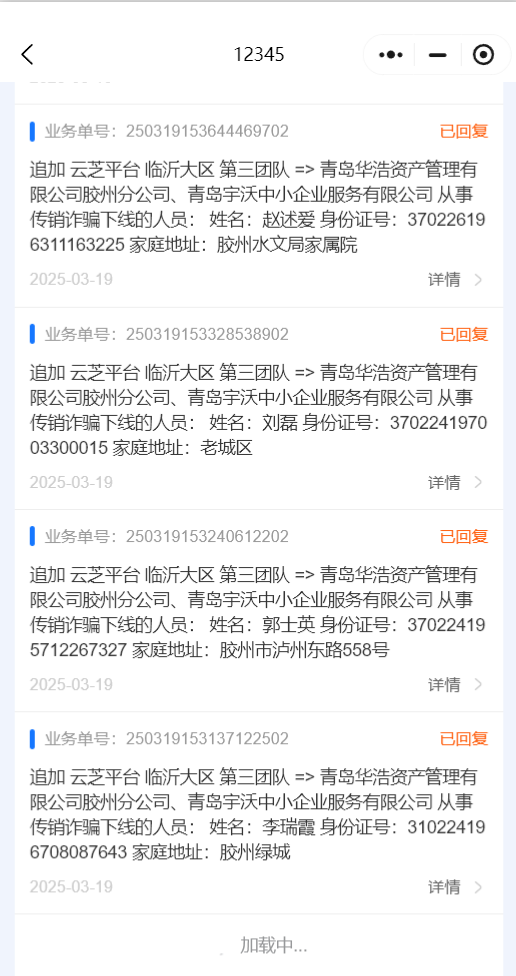 12345
业务单号：250319153644469702 已回复
追加 云芝平台 临沂大区 第三团队 => 青岛华浩资产管理有
限公司胶州分公司、青岛宇沃中小企业服务有限公司 从事
传销诈骗下线的人员： 姓名：赵述爱 身份证号：37022619
6311163225 家庭地址：胶州水文局家属院
2025-03-19 详情
业务单号：250319153328538902 已回复
追加 云芝平台 临沂大区 第三团队 => 青岛华浩资产管理有
限公司胶州分公司、青岛宇沃中小企业服务有限公司 从事
传销诈骗下线的人员： 姓名：刘磊 身份证号：3702241970
03300015 家庭地址：老城区
2025-03-19 详情
业务单号：250319153240612202 已回复
追加 云芝平台 临沂大区 第三团队 => 青岛华浩资产管理有
限公司胶州分公司、青岛宇沃中小企业服务有限公司 从事
传销诈骗下线的人员： 姓名：郭士英 身份证号：37022419
5712267327 家庭地址：胶州市泸州东路558号
2025-03-19 详情
业务单号：250319153137122502 已回复
追加 云芝平台 临沂大区 第三团队 => 青岛华浩资产管理有
限公司胶州分公司、青岛宇沃中小企业服务有限公司 从事
传销诈骗下线的人员： 姓名：李瑞霞 身份证号：31022419
6708087643 家庭地址：胶州绿城
2025-03-19 详情
加载中...